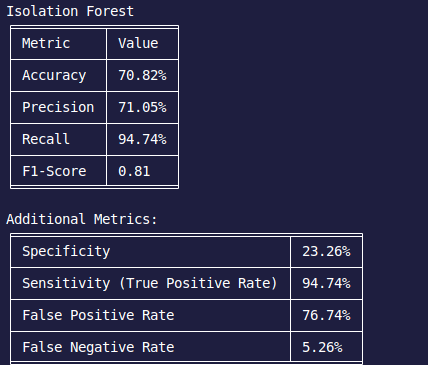 Isolation Forest
Metric Value
Accuracy 70.82%
Precision 71.05%
Recall 94.74%
F1-Score 0.81
Additional Metrics:
Specificity 23.26%
Sensitivity (True Positive Rate) 94.74%
False Positive Rate 76.74%
False Negative Rate 5.26%